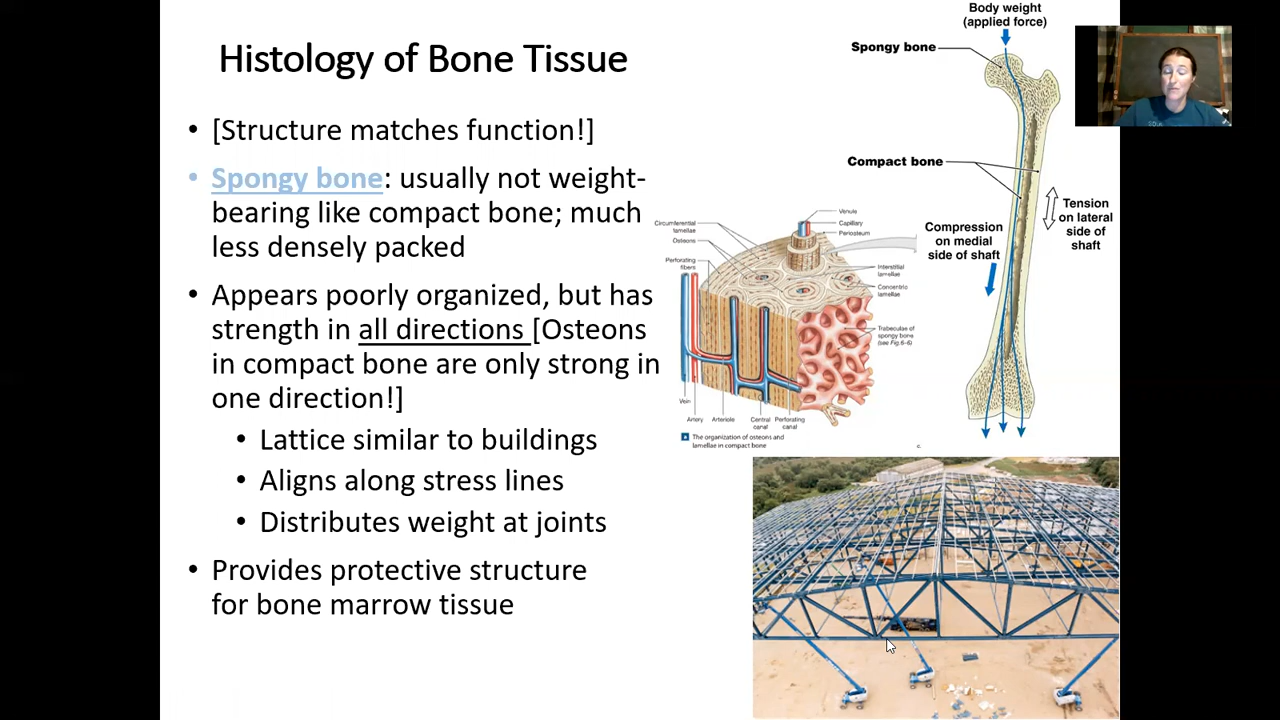 Histology of Bone Tissue
• [Structure matches function!]
• Spongy bone: usually not weight-
bearing like compact bone; much
less densely packed
• Appears poorly organized, but has
strength in all directions [Osteons
in compact bone are only strong in
one direction!]
• Lattice similar to buildings
• Aligns along stress lines
• Distributes weight at joints
• Provides protective structure
for bone marrow tissue
Body weight
(applied force)
Spongy bone
Compact bone
Tension
on lateral
side of
shaft
Compression
on medial
side of shaft
Venule
Capillary
Periosteum
Circumferential
lamellae
Osteons
Perforating
fibers
Interstitial
lamellae
Concentric
lamellae
Trabeculae of
spongy bone
(see Fig. 6–6)
Vein
Artery
Arteriole
Central
canal
Perforating
canal
a The organization of osteons and
lamellae in compact bone
c.